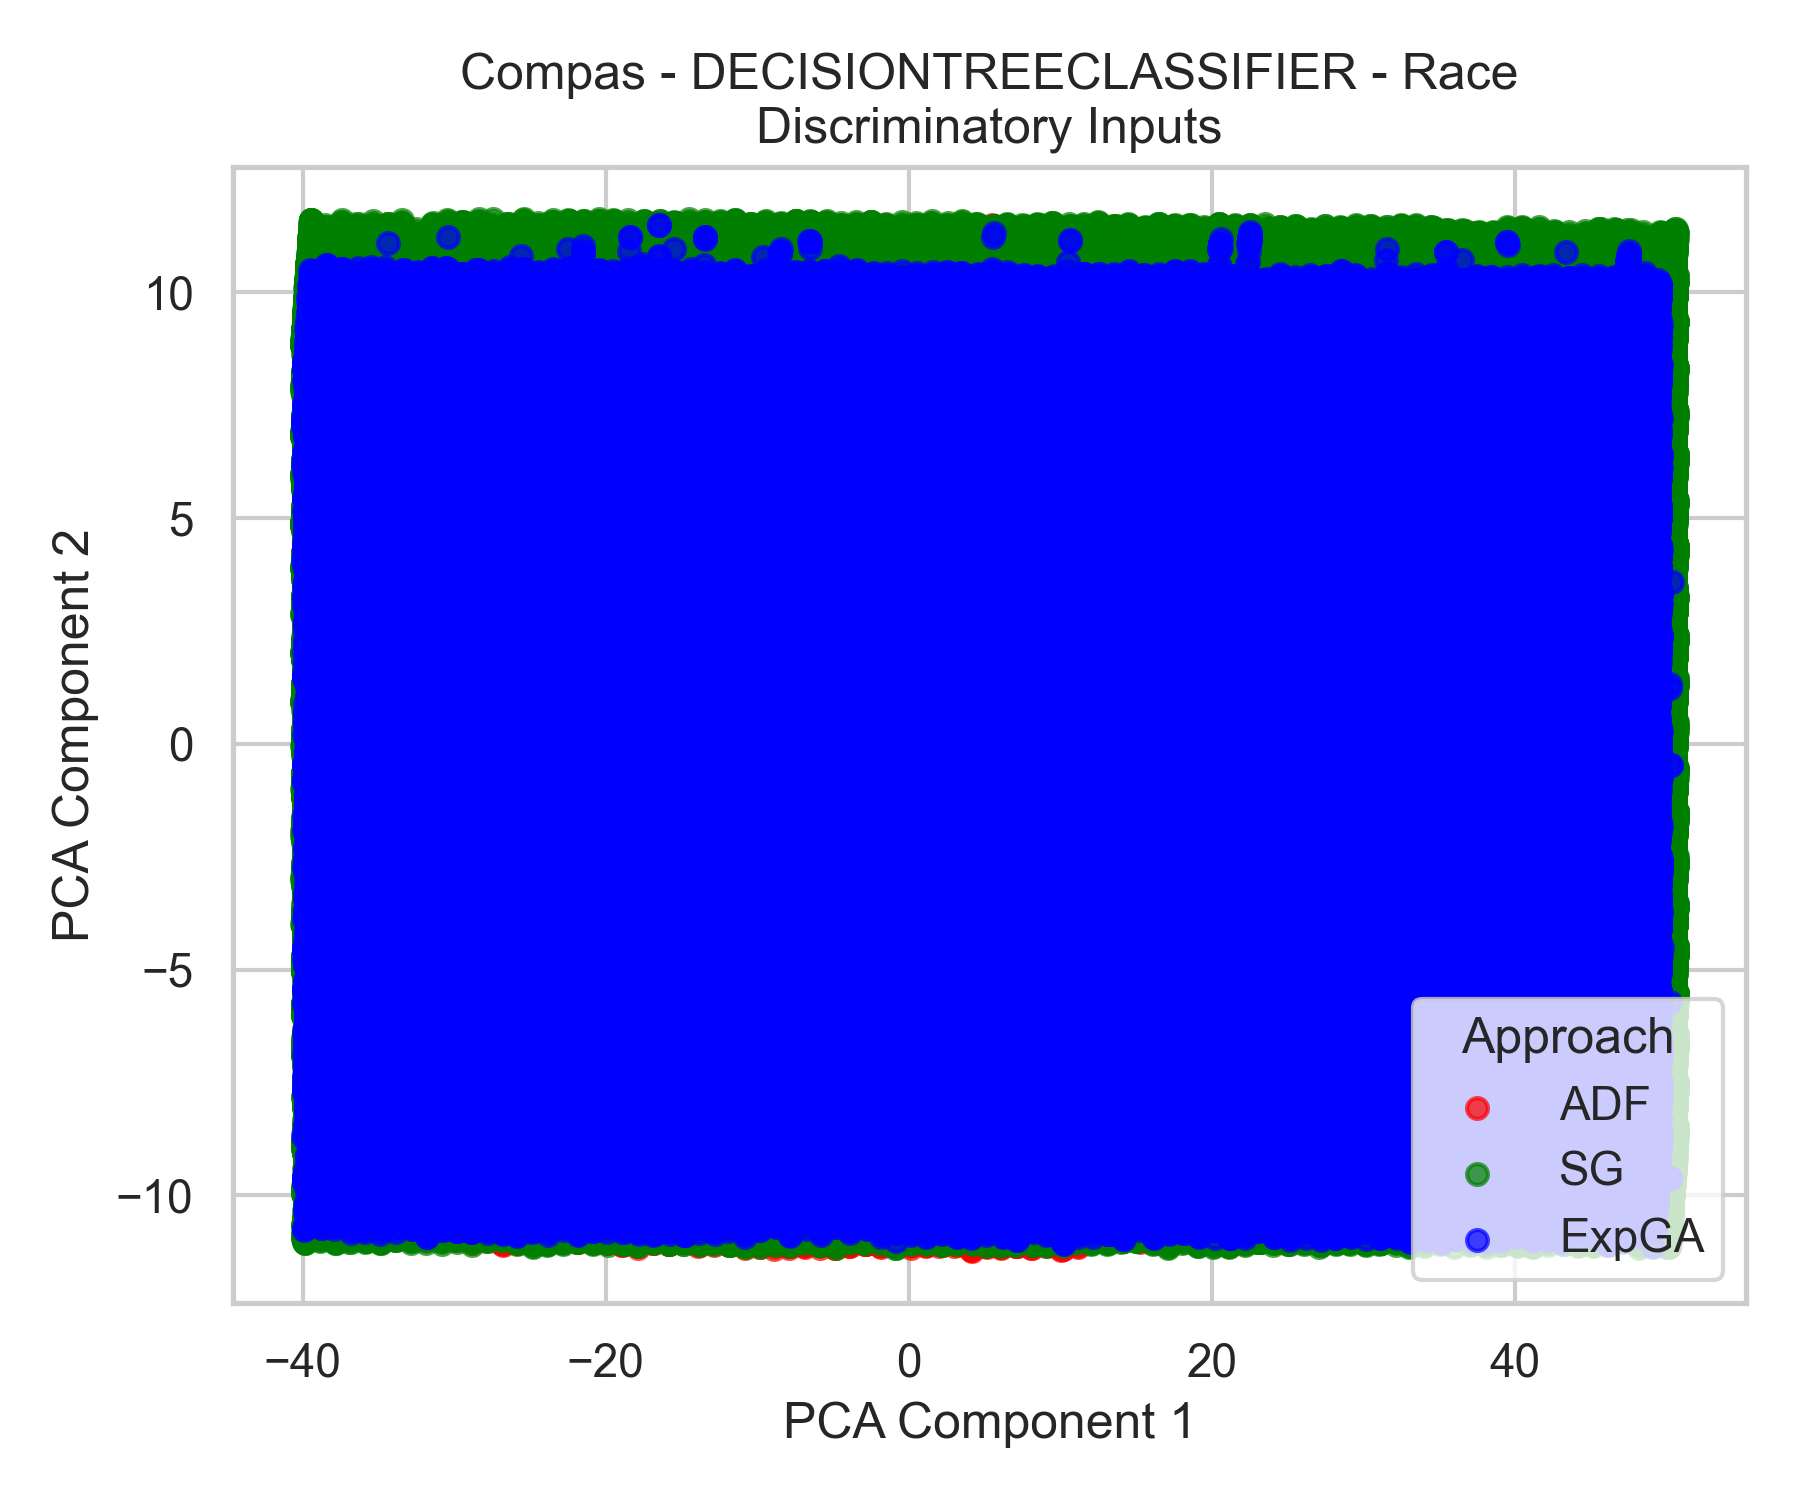 Compas - DECISIONTREECLASSIFIER - Race
Discriminatory Inputs
PCA Component 2
10
5
0
−5
−10
Approach
ADF
SG
ExpGA
−40
−20
0
20
40
PCA Component 1